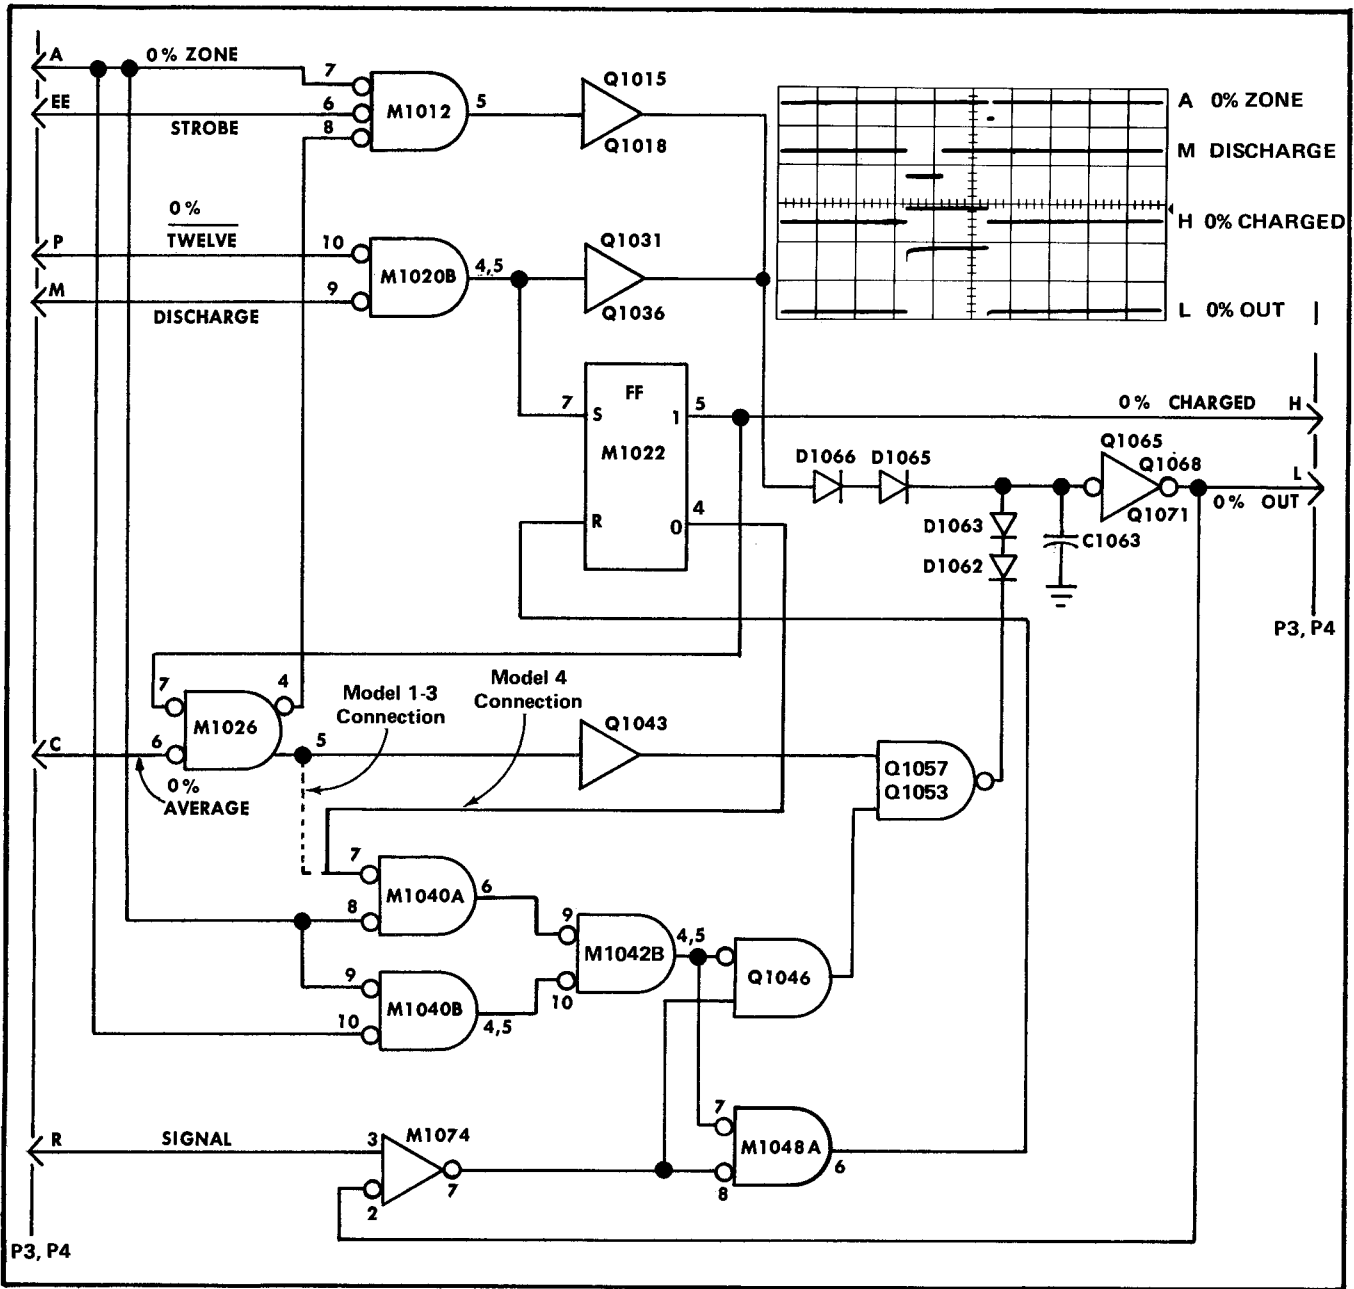 A
0% ZONE
EE
STROBE
7
6
8
M1012
5
Q1015
Q1018
A 0% ZONE
M DISCHARGE
H 0% CHARGED
L 0% OUT
0%
TWELVE
P
10
M
9
DISCHARGE
M1020B
4,5
Q1031
Q1036
FF
7 S
1 5
M1022
R
0 4
0% CHARGED H
D1066 D1065
Q1065
Q1068
Q1071
L
0% OUT
D1063
D1062
C1063
P3, P4
7
4
M1026
6
5
C
0%
AVERAGE
Model 1-3
Connection
Model 4
Connection
Q1043
Q1057
Q1053
7
8
M1040A
6
9
10
M1042B
4,5
9
10
M1040B
4,5
Q1046
R
SIGNAL
3
M1074
2
7
7
8
M1048A
6
P3, P4